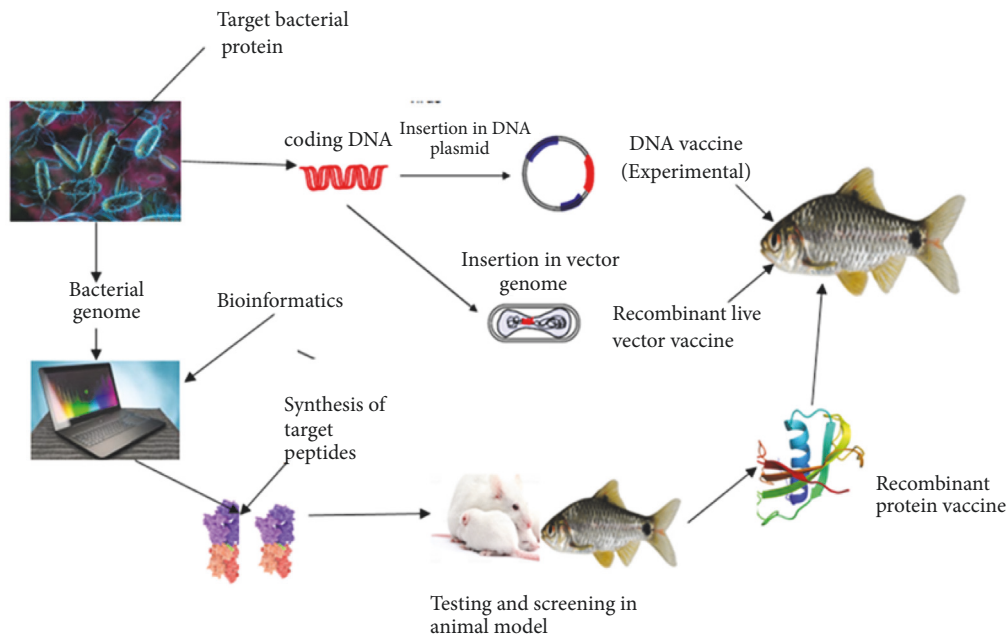 Target bacterial
protein
coding DNA
Insertion in DNA
plasmid
DNA vaccine
(Experimental)
Insertion in vector
genome
Recombinant live
vector vaccine
Bacterial
genome
Bioinformatics
Synthesis of
target
peptides
Recombinant
protein vaccine
Testing and screening in
animal model